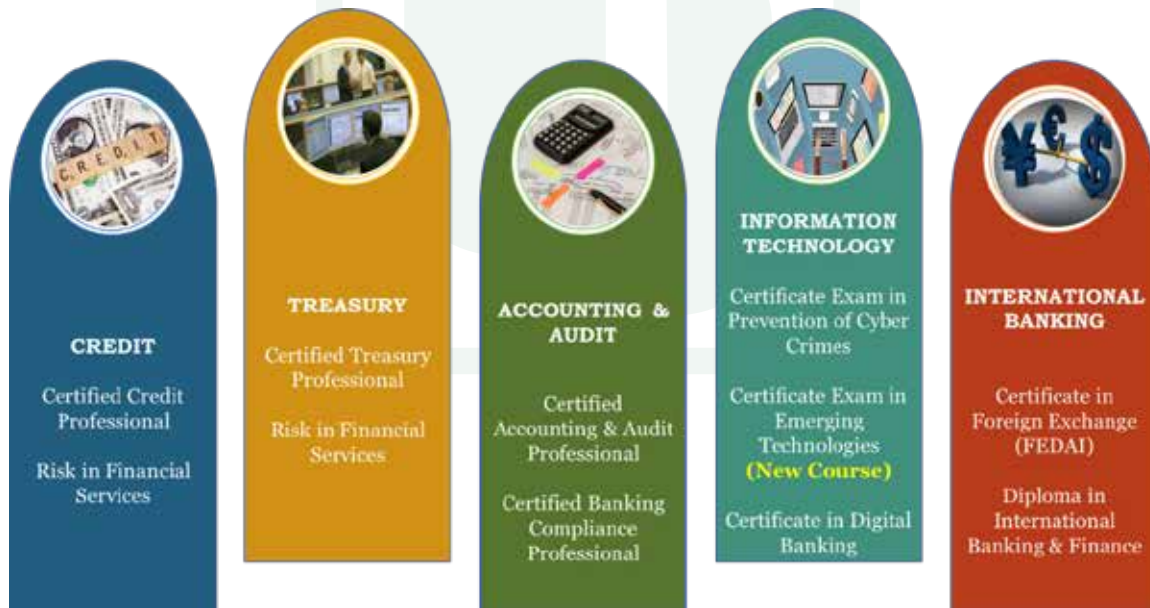 CREDIT
CREDIT
Certified Credit
Professional
Risk in Financial
Services
TREASURY
Certified Treasury
Professional
Risk in Financial
Services
ACCOUNTING &
AUDIT
Certified
Accounting & Audit
Professional
Certified Banking
Compliance
Professional
INFORMATION
TECHNOLOGY
Certificate Exam in
Prevention of Cyber
Crimes
Certificate Exam in
Emerging
Technologies
(New Course)
Certificate in Digital
Banking
¥ € $
INTERNATIONAL
BANKING
Certificate in
Foreign Exchange
(FEDAI)
Diploma in
International
Banking & Finance